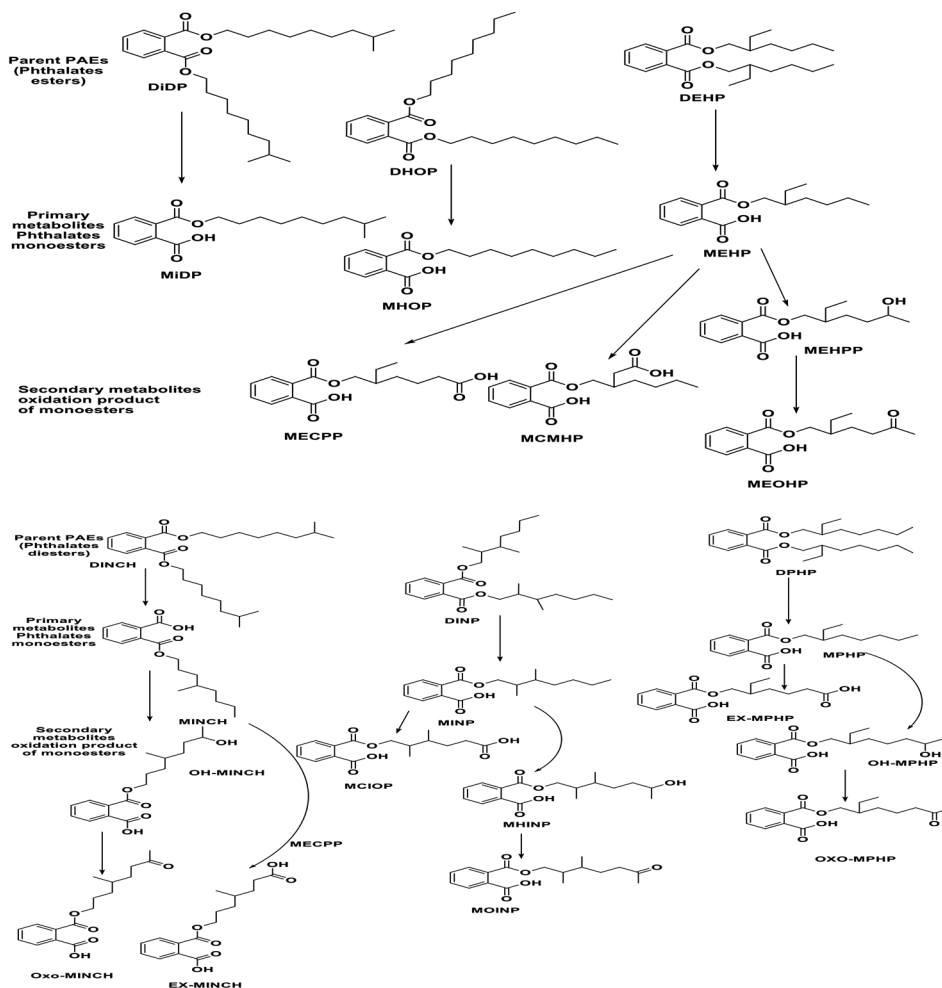 Parent PAEs
(Phthalates
esters)
DiDP
DHOP
DEHP
Primary
metabolites
Phthalates
monoesters
MiDP
MHOP
MEHP
MEHPP
Secondary metabolites
oxidation product
of monoesters
MECPP
MCMHP
MEOHP
Parent PAEs
(Phthalates
diesters)
DINCH
DINP
DPHP
Primary
metabolites
Phthalates
monoesters
MINCH
MINP
MPHP
EX-MPHP
Secondary
metabolites
oxidation product
of monoesters
OH-MINCH
MCIOP
MHINP
OH-MPHP
MECPP
MOINP
OXO-MPHP
Oxo-MINCH
EX-MINCH